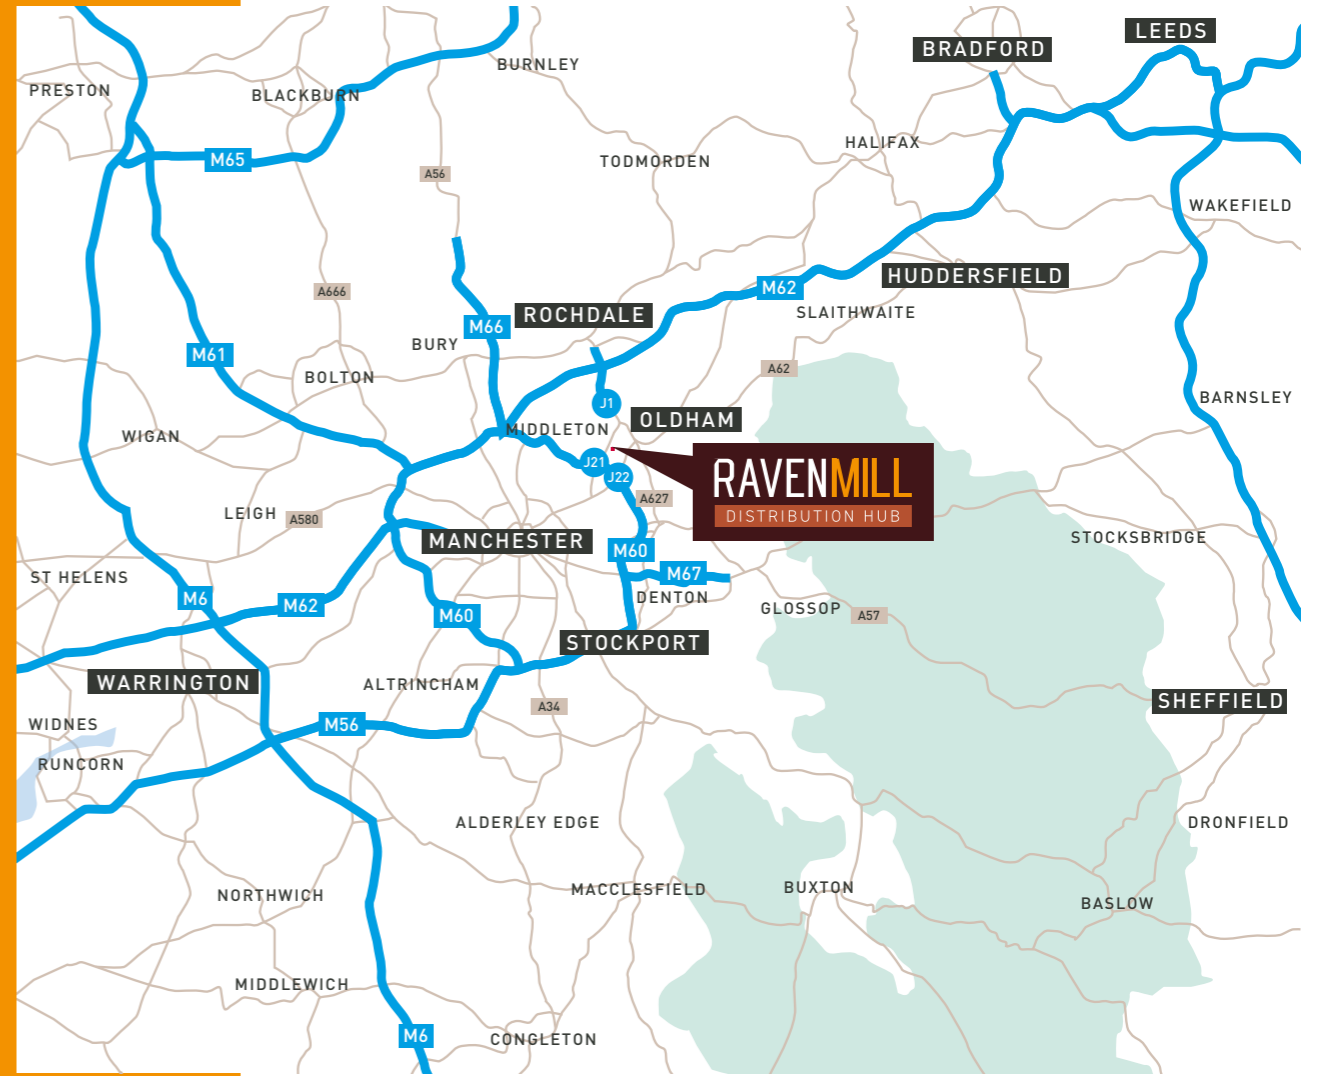 LEEDS
BRADFORD
BURNLEY
PRESTON
BLACKBURN
HALIFAX
M65
TODMORDEN
A56
WAKEFIELD
HUDDERSFIELD
M62
A666
ROCHDALE
SLAITHWAITE
M66
BURY
M61
A62
BOLTON
BARNSLEY
J1
OLDHAM
MIDDLETON
WIGAN
J21
J22
RAVENMILL
DISTRIBUTION HUB
A627
LEIGH
A580
MANCHESTER
STOCKSBRIDGE
M60
M67
ST HELENS
DENTON
M6
M62
GLOSSOP
A57
M60
STOCKPORT
WARRINGTON
ALTRINCHAM
SHEFFIELD
A34
WIDNES
M56
RUNCORN
ALDERLEY EDGE
DRONFIELD
MACCLESFIELD
BUXTON
NORTHWICH
BASLOW
MIDDLEWICH
M6
CONGLETON